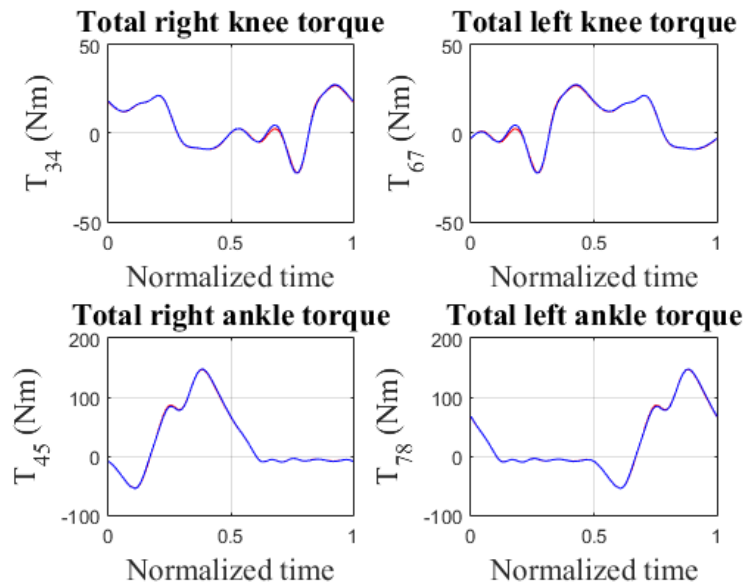 Total right knee torque
50
0
-50
T34 (Nm)
0
0.5
1
Normalized time
Total left knee torque
50
0
-50
T67 (Nm)
0
0.5
1
Normalized time
Total right ankle torque
200
100
0
-100
T45 (Nm)
0
0.5
1
Normalized time
Total left ankle torque
200
100
0
-100
T78 (Nm)
0
0.5
1
Normalized time